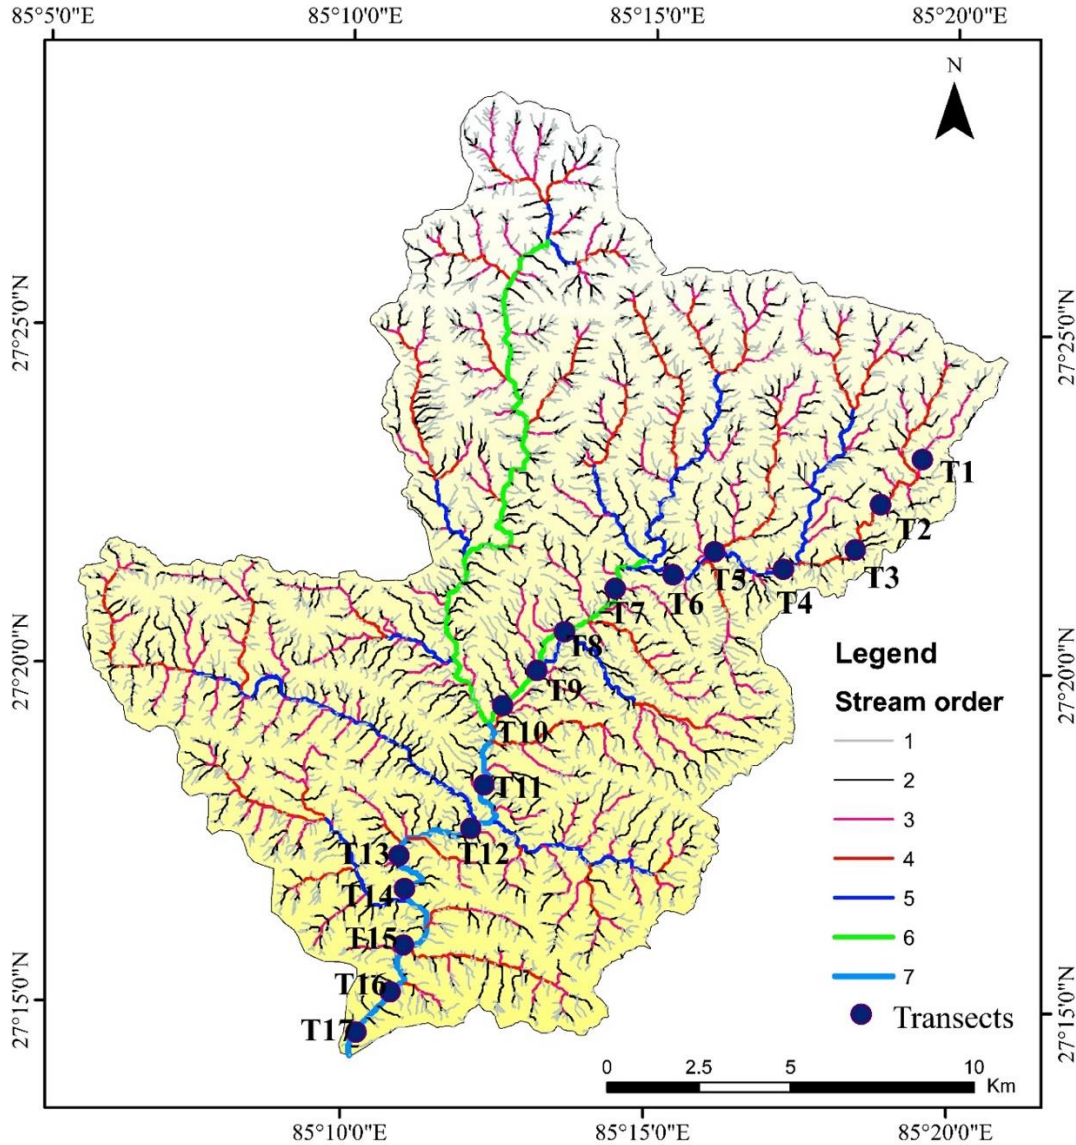 85°5'0"E 85°10'0"E 85°15'0"E 85°20'0"E
N
27°25'0"N
27°25'0"N
T1
T2
T3
T4
T5
T6
T7
T8
T9
T10
T11
T12
T13
T14
T15
T16
T17
27°20'0"N
27°20'0"N
27°15'0"N
27°15'0"N
Legend
Stream order
1
2
3
4
5
6
7
Transects
0 2.5 5 10
Km
85°10'0"E 85°15'0"E 85°20'0"E